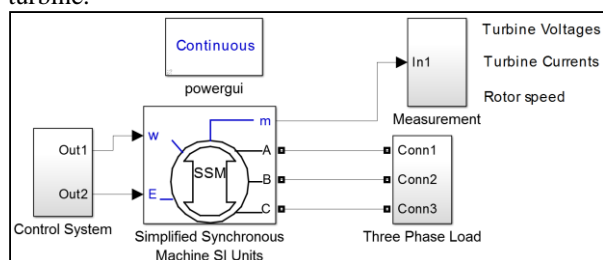 turbine.
Continuous
powergui
In1
Measurement
Turbine Voltages
Turbine Currents
Rotor speed
Out1
Out2
Control System
w
E
m
SSM
A
B
C
Simplified Synchronous
Machine SI Units
Conn1
Conn2
Conn3
Three Phase Load